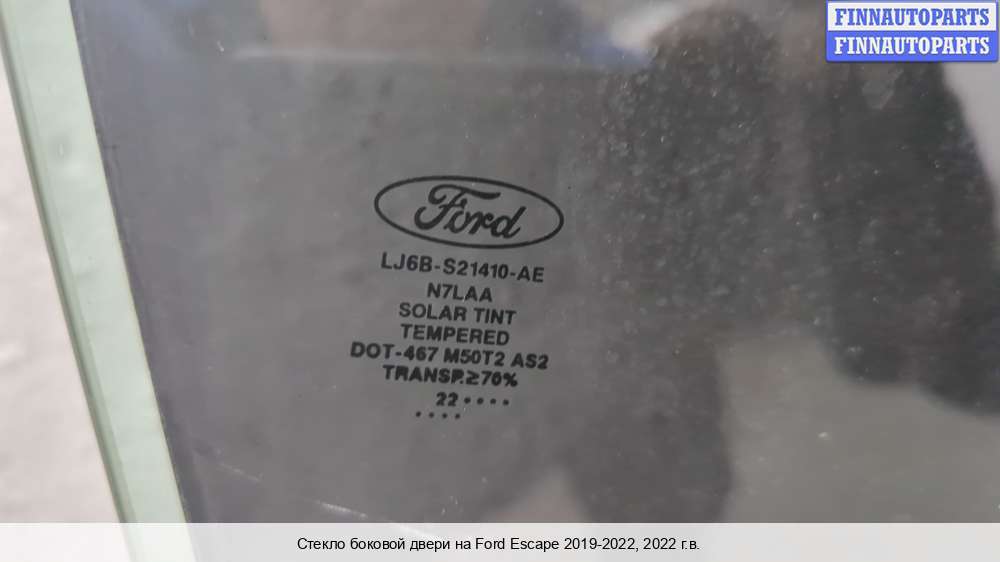 FINNAUTOPARTS
FINNAUTOPARTS
Ford
LJ6B-S21410-AE
N7LAA
SOLAR TINT
TEMPERED
DOT-467 M50T2 AS2
TRANSP.≥70%
22••••
••••
Стекло боковой двери на Ford Escape 2019-2022, 2022 г.в.